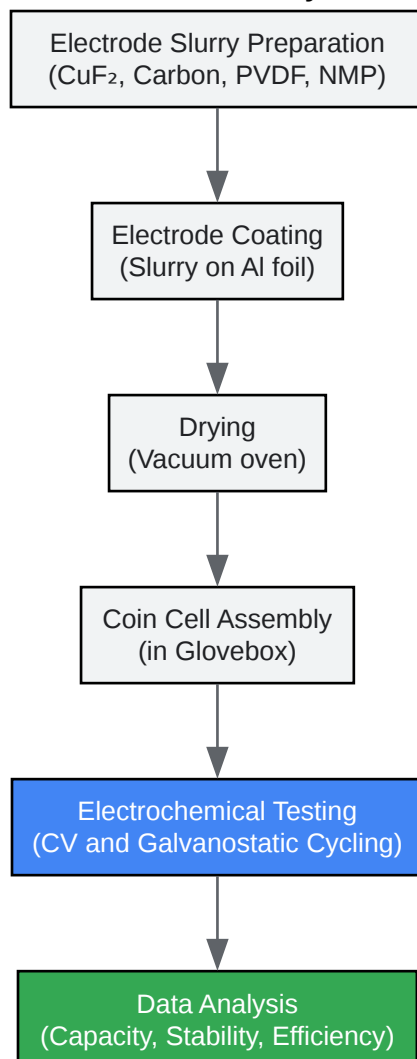 Electrode Slurry Preparation
(CuF₂, Carbon, PVDF, NMP)
Electrode Coating
(Slurry on Al foil)
Drying
(Vacuum oven)
Coin Cell Assembly
(in Glovebox)
Electrochemical Testing
(CV and Galvanostatic Cycling)
Data Analysis
(Capacity, Stability, Efficiency)